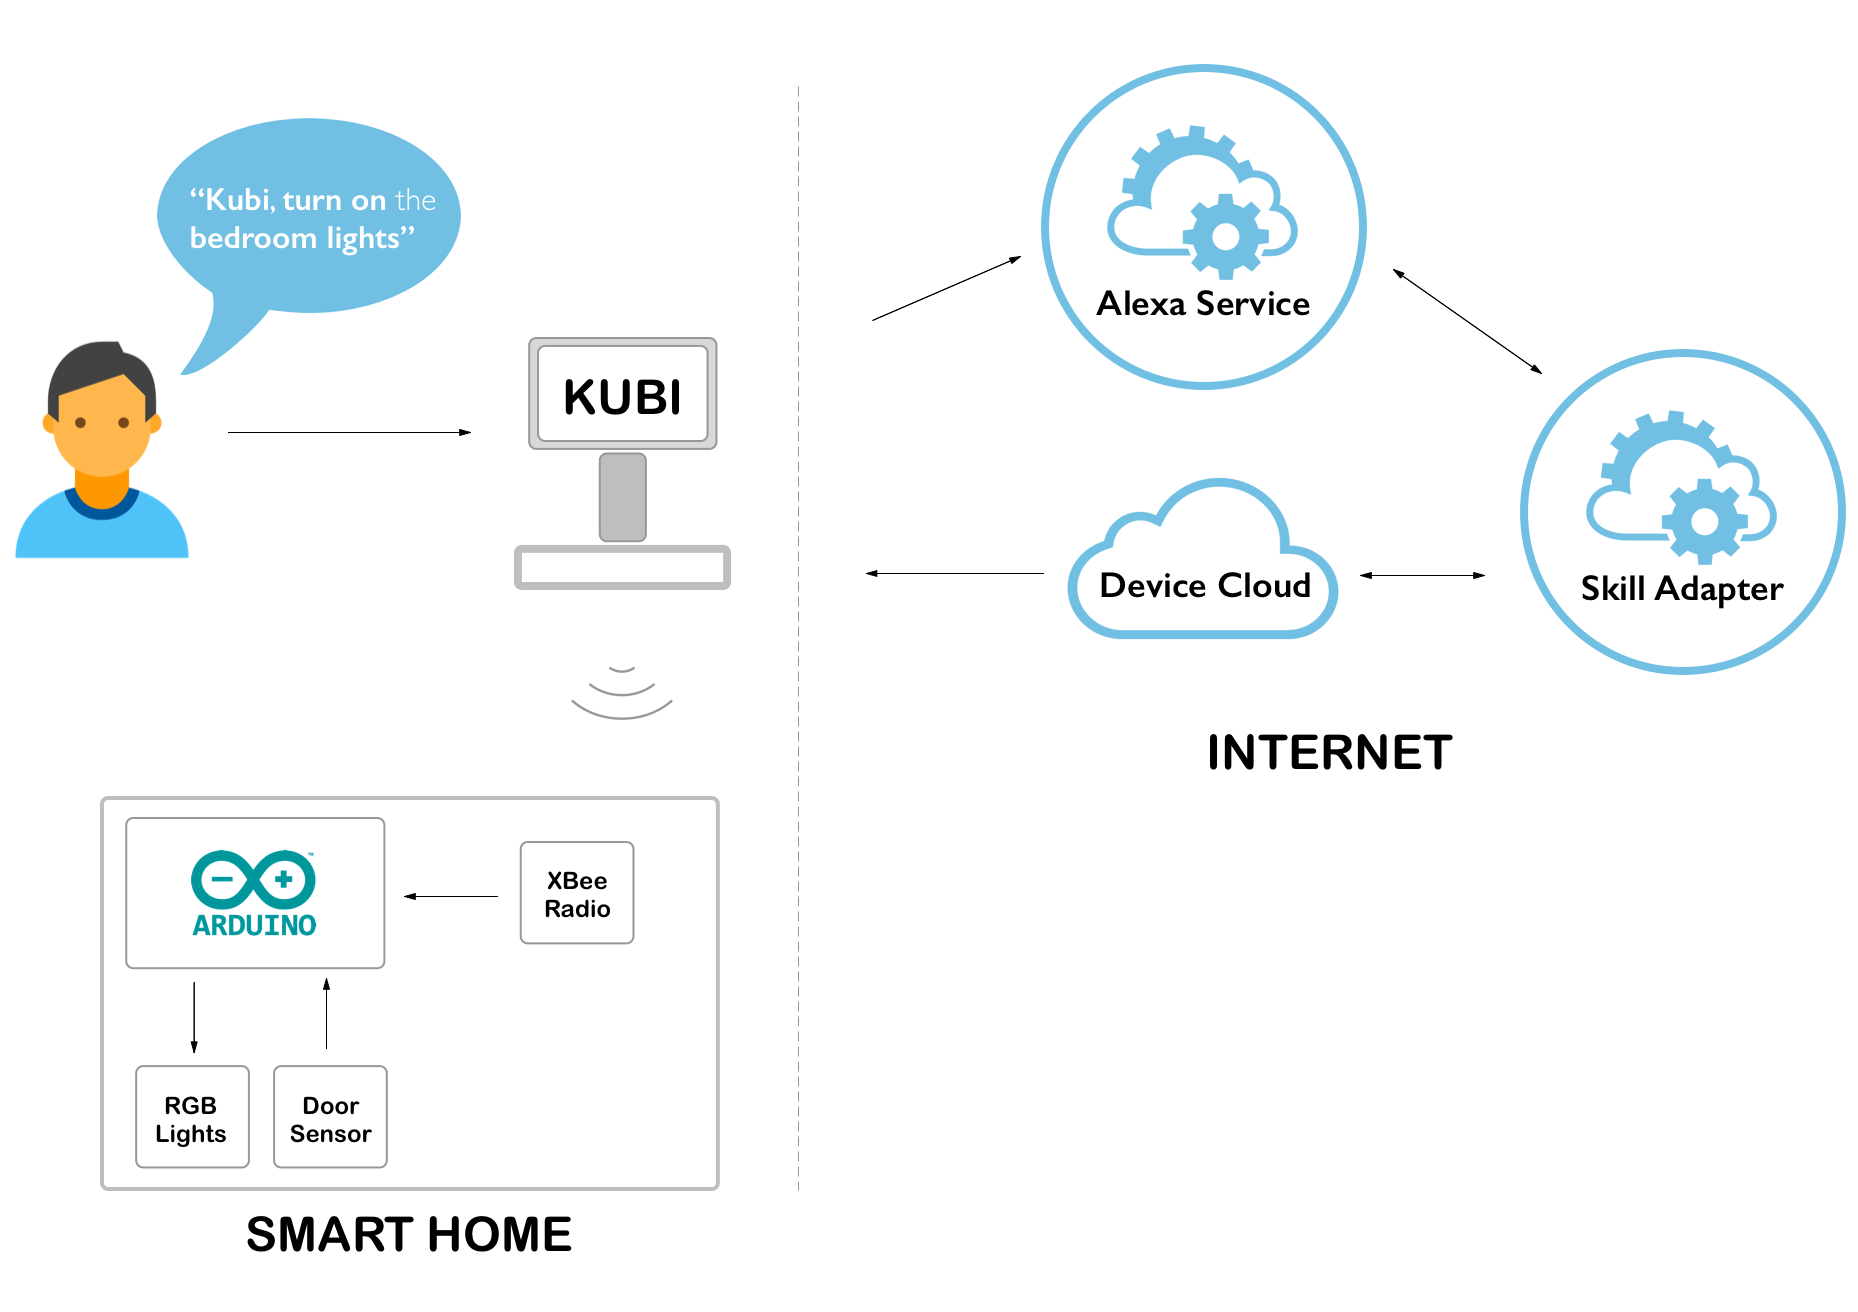 “Kubi, turn on the
bedroom lights”
KUBI
Alexa Service
Device Cloud
Skill Adapter
INTERNET
ARDUINO
™
XBee
Radio
RGB
Lights
Door
Sensor
SMART HOME